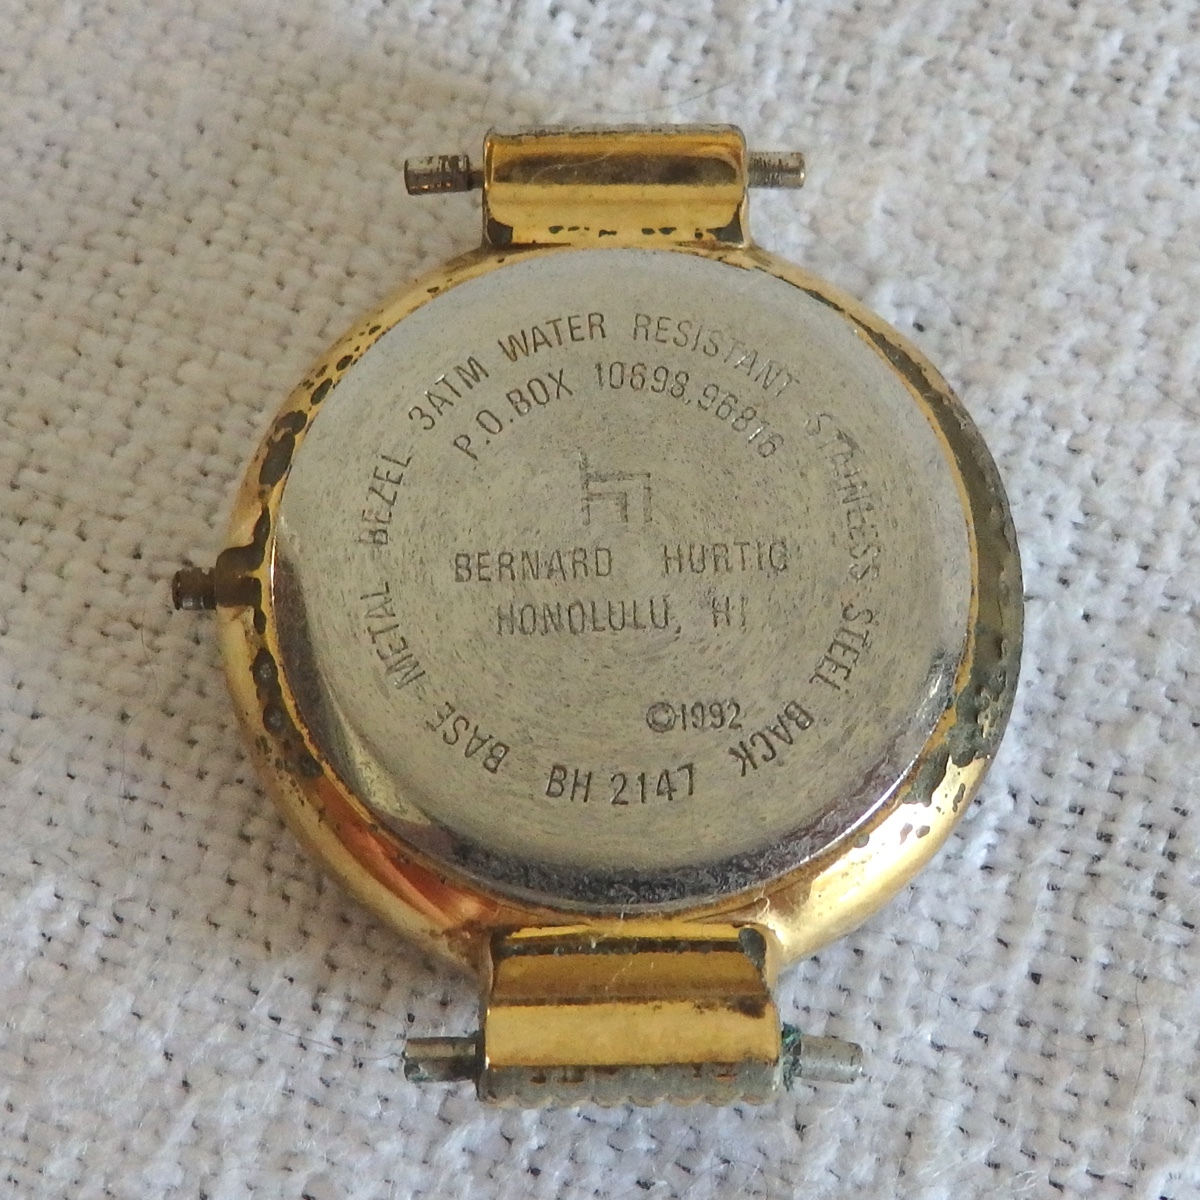 BASE METAL BEZEL 3ATM WATER RESISTANT STAINLESS STEEL BACK
P.O. BOX 10698, 96816
BERNARD HURTIG
HONOLULU, HI
©1992
BH 2147